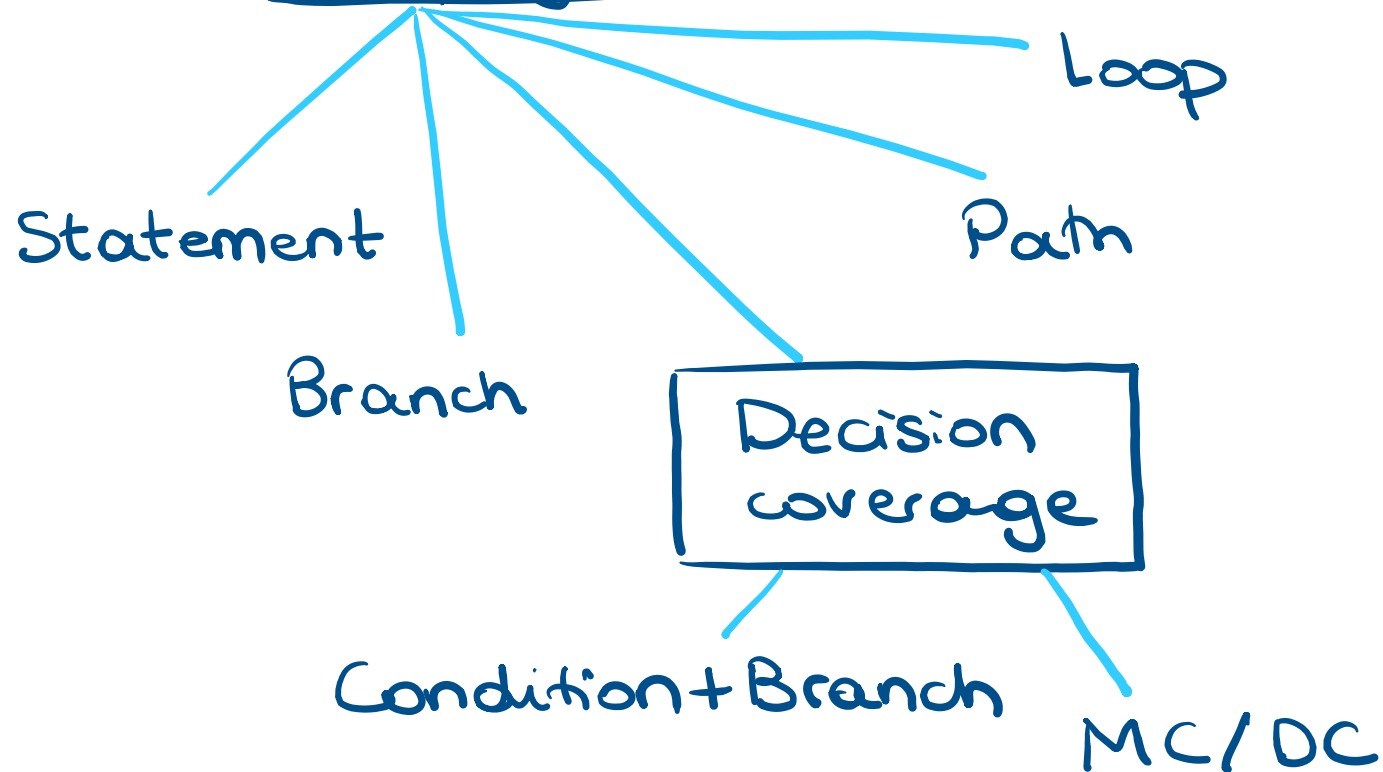 Loop
Statement
Path
Branch
Decision
coverage
Condition+Branch
MC/DC